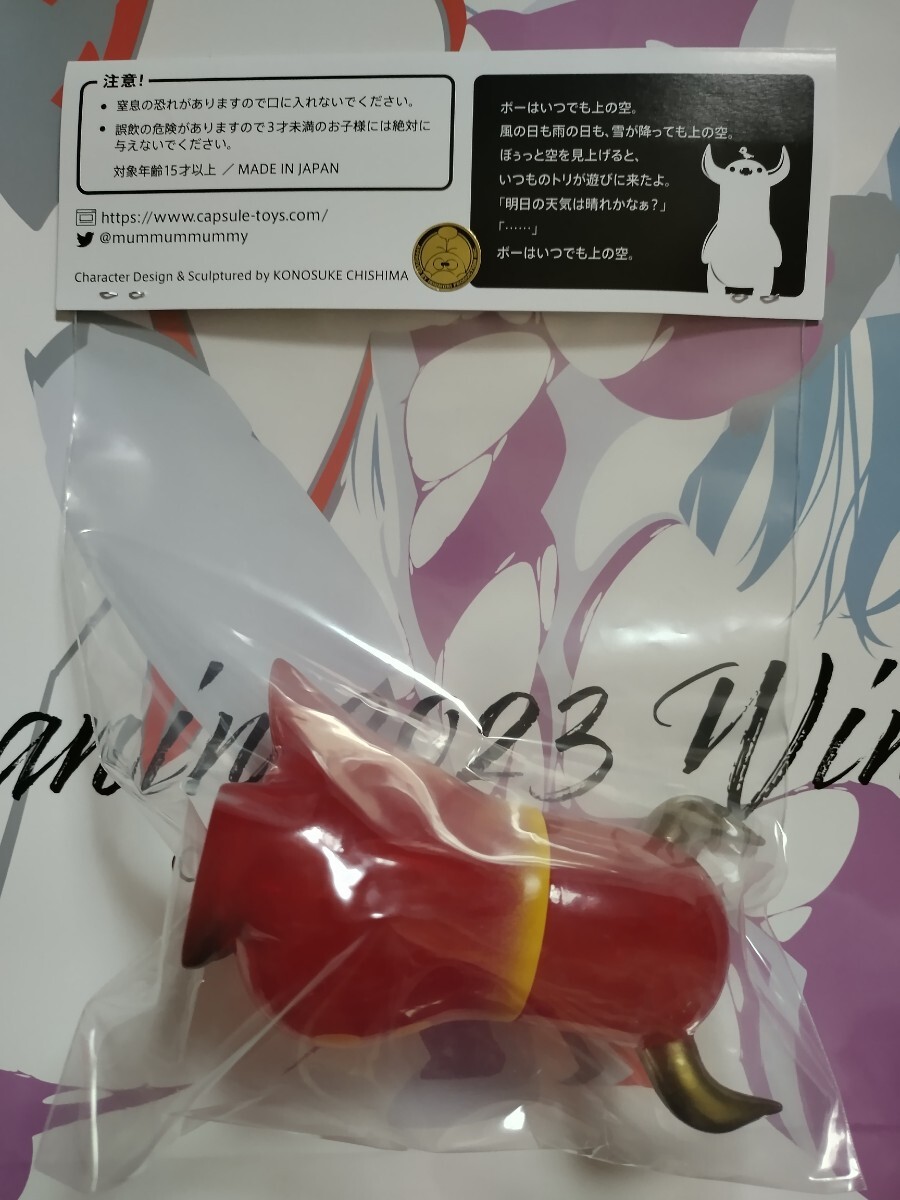 注意!
• 窒息の恐れがありますので口に入れないでください。
• 誤飲の危険がありますので3才未満のお子様には絶対に
与えないでください。
対象年齢15才以上 ／ MADE IN JAPAN
https://www.capsule-toys.com/
@mummummummy
Character Design & Sculptured by KONOSUKE CHISHIMA
ボーはいつでも上の空。
風の日も雨の日も、雪が降っても上の空。
ぼぅっと空を見上げると、
いつものトリが遊びに来たよ。
「明日の天気は晴れかなぁ?」
「……」
ボーはいつでも上の空。
2023 Win